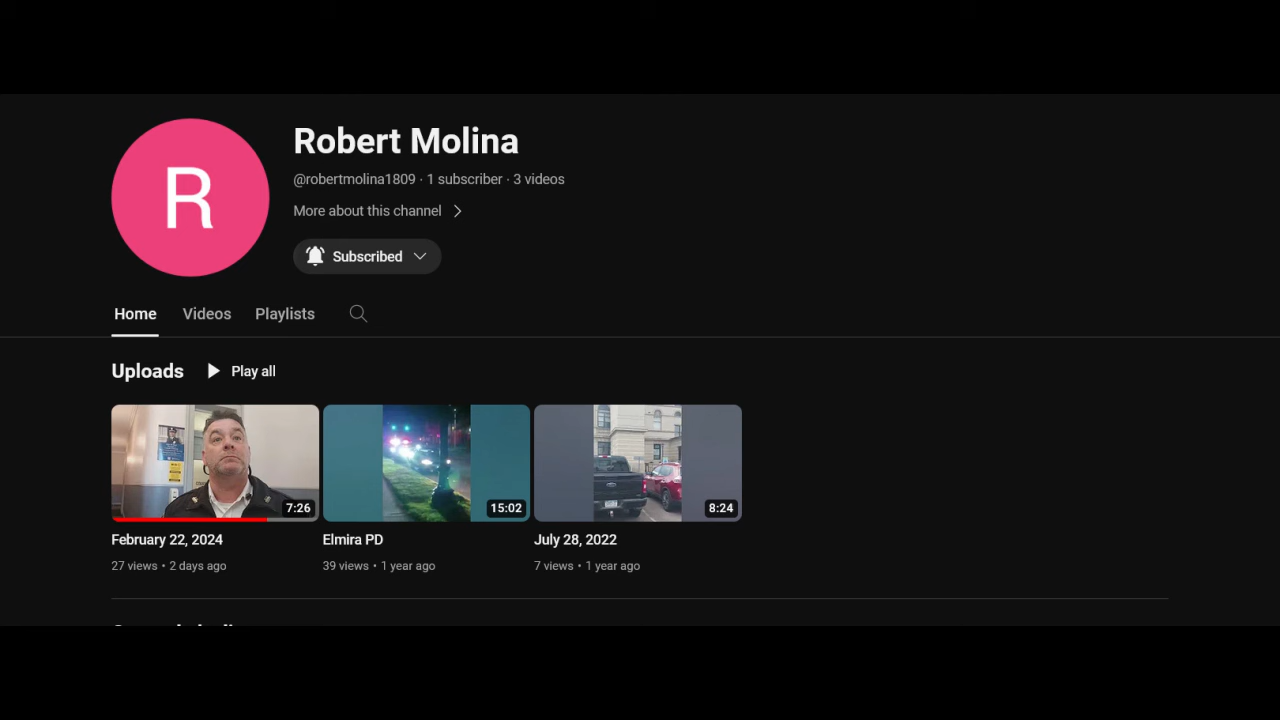 R
Robert Molina
@robertmolina1809 · 1 subscriber · 3 videos
More about this channel
Subscribed
Home Videos Playlists
Uploads Play all
7:26 15:02 8:24
February 22, 2024 Elmira PD July 28, 2022
27 views • 2 days ago 39 views • 1 year ago 7 views • 1 year ago